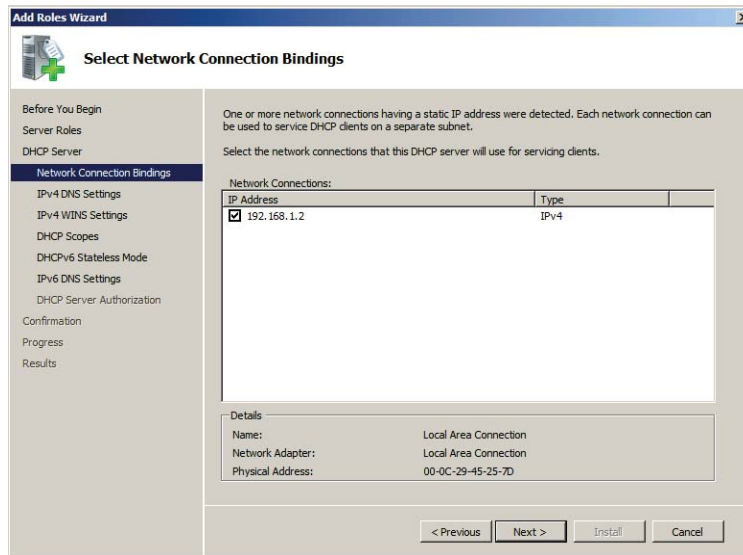 Add Roles Wizard
Select Network Connection Bindings
Before You Begin
Server Roles
DHCP Server
Network Connection Bindings
IPv4 DNS Settings
IPv4 WINS Settings
DHCP Scopes
DHCPv6 Stateless Mode
IPv6 DNS Settings
DHCP Server Authorization
Confirmation
Progress
Results
One or more network connections having a static IP address were detected. Each network connection can
be used to service DHCP clients on a separate subnet.
Select the network connections that this DHCP server will use for servicing clients.
Network Connections:
IP Address Type
192.168.1.2 IPv4
Details
Name: Local Area Connection
Network Adapter: Local Area Connection
Physical Address: 00-0C-29-45-25-7D
< Previous Next > Install Cancel